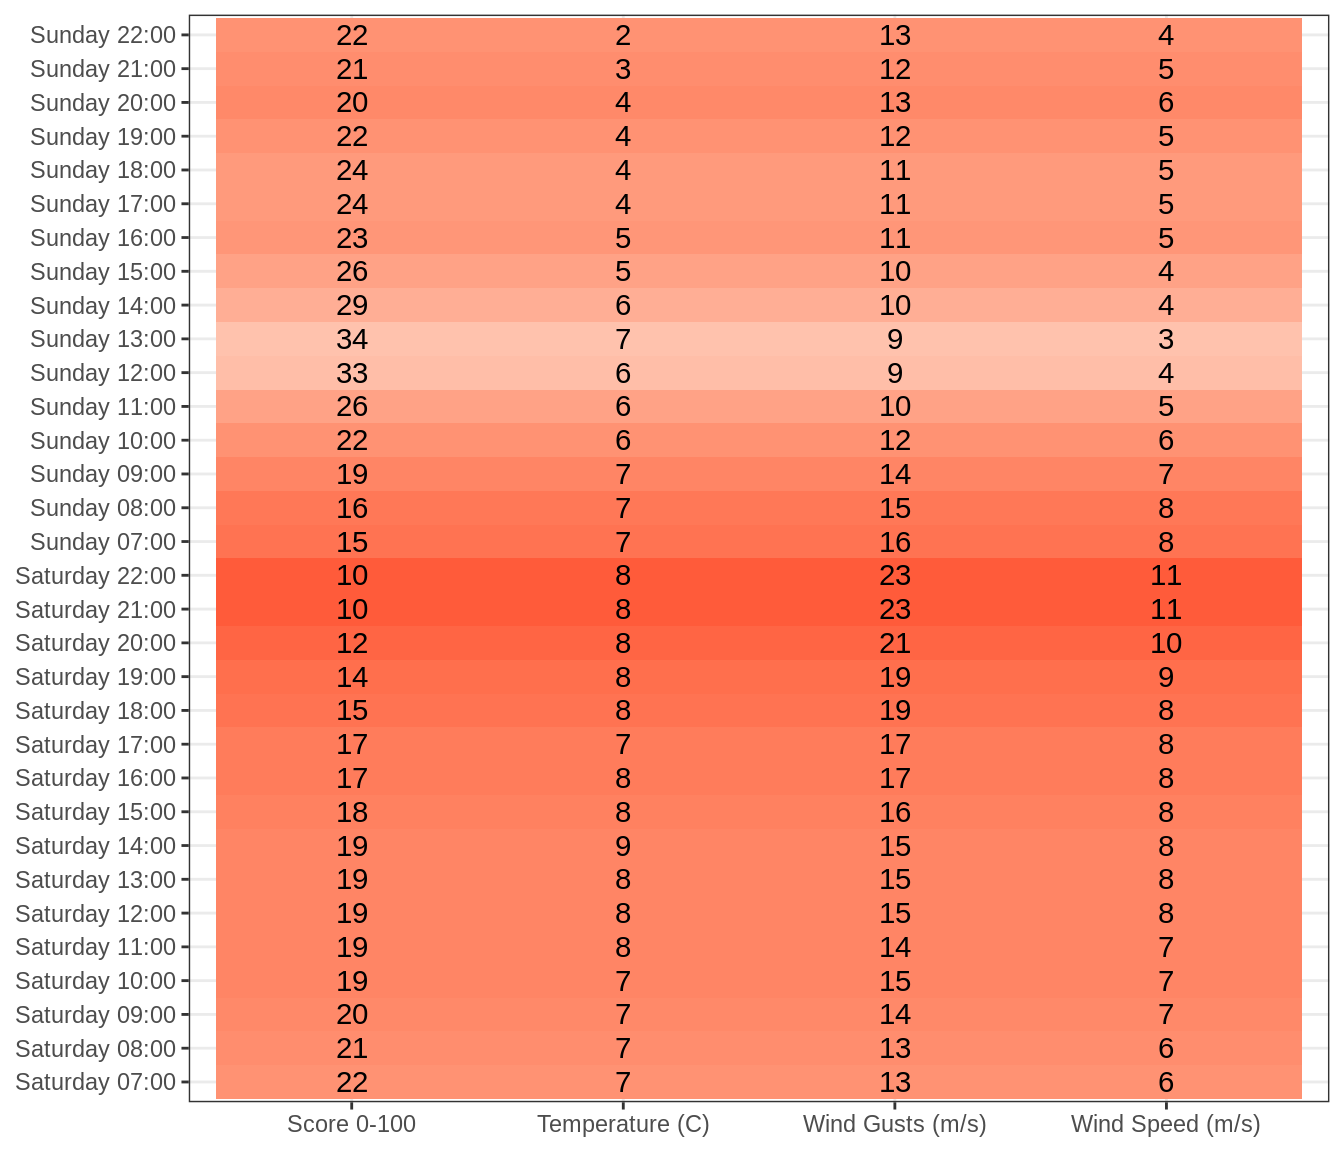 Sunday 22:00 22 2 13 4
Sunday 21:00 21 3 12 5
Sunday 20:00 20 4 13 6
Sunday 19:00 22 4 12 5
Sunday 18:00 24 4 11 5
Sunday 17:00 24 4 11 5
Sunday 16:00 23 5 11 5
Sunday 15:00 26 5 10 4
Sunday 14:00 29 6 10 4
Sunday 13:00 34 7 9 3
Sunday 12:00 33 6 9 4
Sunday 11:00 26 6 10 5
Sunday 10:00 22 6 12 6
Sunday 09:00 19 7 14 7
Sunday 08:00 16 7 15 8
Sunday 07:00 15 7 16 8
Saturday 22:00 10 8 23 11
Saturday 21:00 10 8 23 11
Saturday 20:00 12 8 21 10
Saturday 19:00 14 8 19 9
Saturday 18:00 15 8 19 8
Saturday 17:00 17 7 17 8
Saturday 16:00 17 8 17 8
Saturday 15:00 18 8 16 8
Saturday 14:00 19 9 15 8
Saturday 13:00 19 8 15 8
Saturday 12:00 19 8 15 8
Saturday 11:00 19 8 14 7
Saturday 10:00 19 7 15 7
Saturday 09:00 20 7 14 7
Saturday 08:00 21 7 13 6
Saturday 07:00 22 7 13 6
Score 0-100 Temperature (C) Wind Gusts (m/s) Wind Speed (m/s)